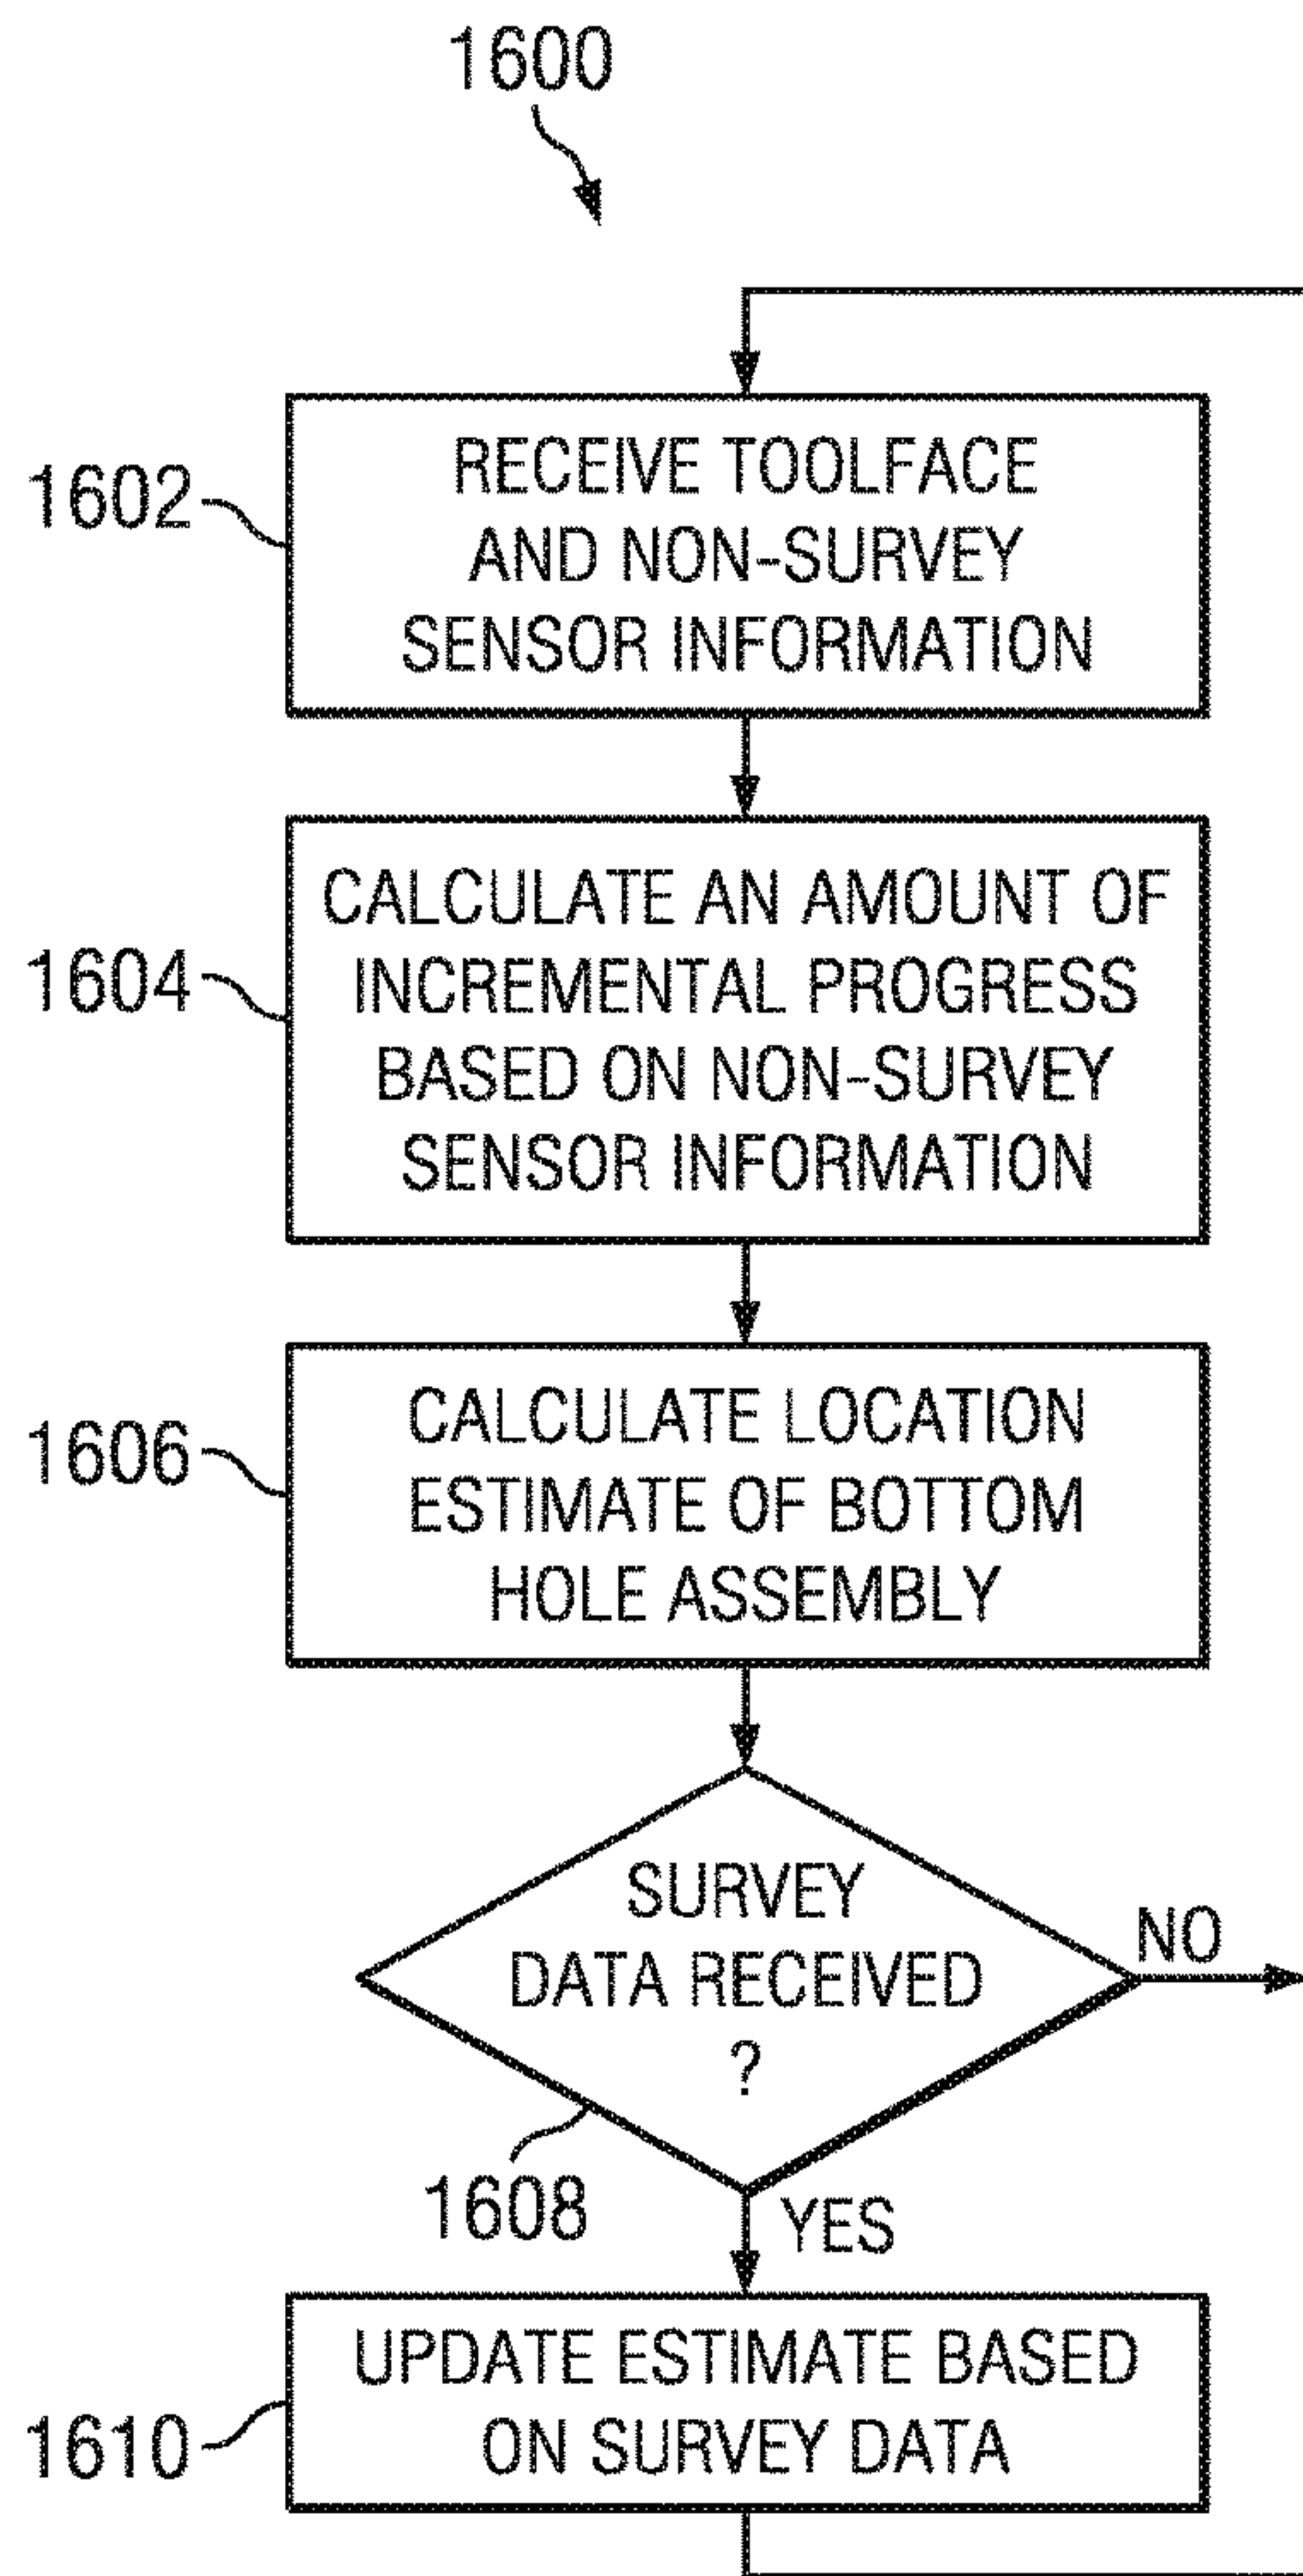 1600
1602
RECEIVE TOOLFACE
AND NON-SURVEY
SENSOR INFORMATION
1604
CALCULATE AN AMOUNT OF
INCREMENTAL PROGRESS
BASED ON NON-SURVEY
SENSOR INFORMATION
1606
CALCULATE LOCATION
ESTIMATE OF BOTTOM
HOLE ASSEMBLY
SURVEY
DATA RECEIVED
?
NO
1608
YES
1610
UPDATE ESTIMATE BASED
ON SURVEY DATA